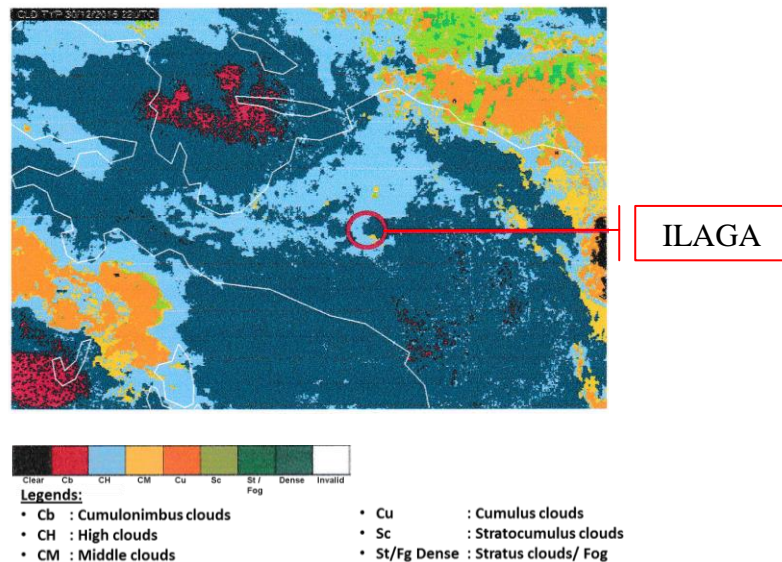 CLD TYP 30/12/2016 22 UTC
ILAGA
Clear Cb CH CM Cu Sc St / Fog Dense Invalid
Legends:
• Cb : Cumulonimbus clouds
• CH : High clouds
• CM : Middle clouds
• Cu : Cumulus clouds
• Sc : Stratocumulus clouds
• St/Fg Dense : Stratus clouds/ Fog